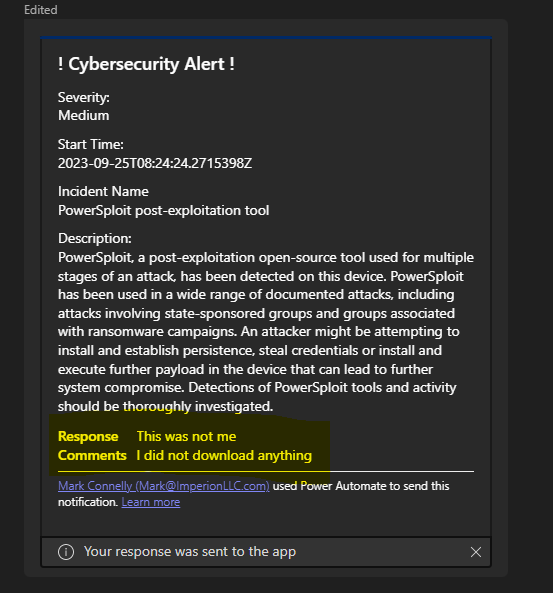 Edited
! Cybersecurity Alert !
Severity:
Medium
Start Time:
2023-09-25T08:24:24.2715398Z
Incident Name
PowerSploit post-exploitation tool
Description:
PowerSploit, a post-exploitation open-source tool used for multiple
stages of an attack, has been detected on this device. PowerSploit
has been used in a wide range of documented attacks, including
attacks involving state-sponsored groups and groups associated
with ransomware campaigns. An attacker might be attempting to
install and establish persistence, steal credentials or install and
execute further payload in the device that can lead to further
system compromise. Detections of PowerSploit tools and activity
should be thoroughly investigated.
Response This was not me
Comments I did not download anything
Mark Connelly (Mark@ImperionLLC.com) used Power Automate to send this
notification. Learn more
Your response was sent to the app